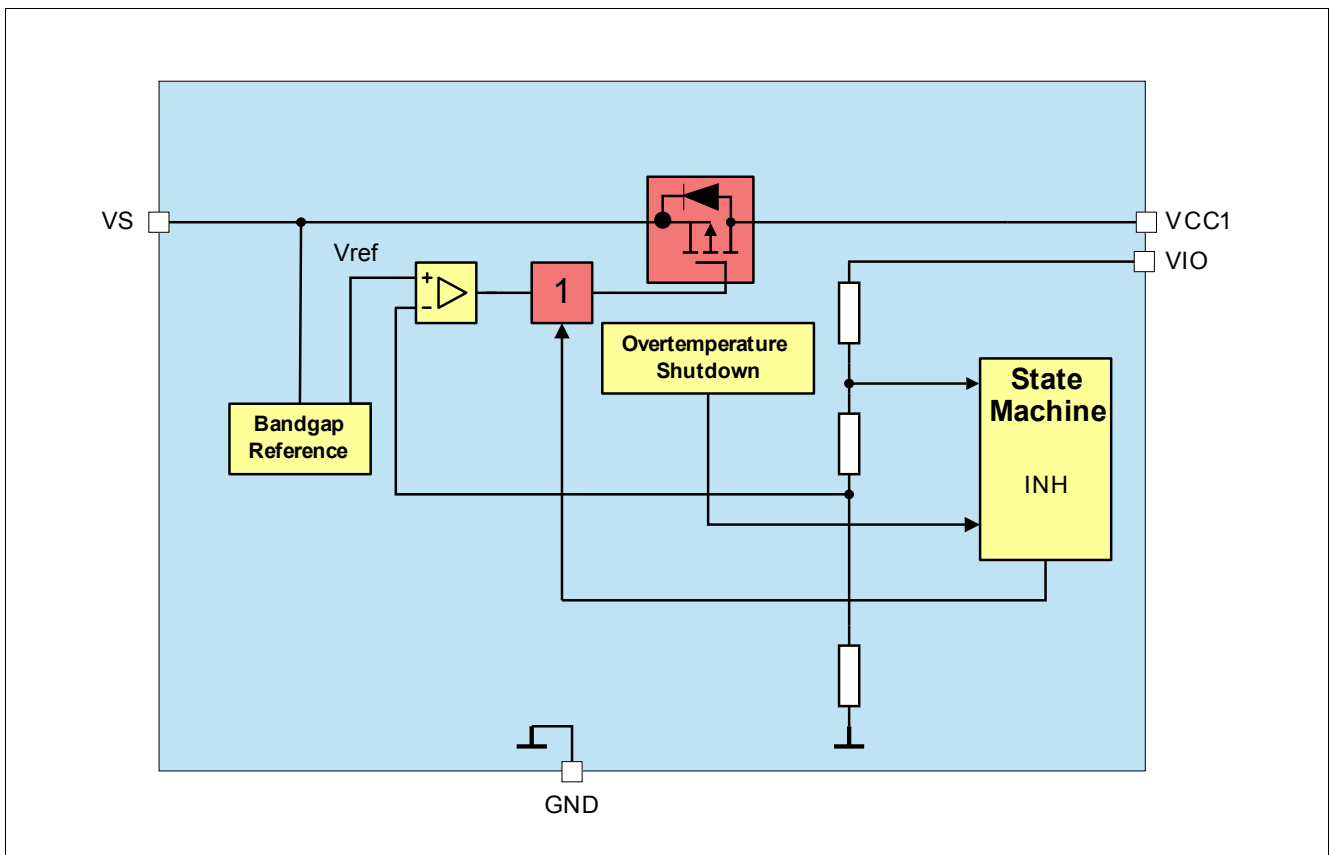 VS
VCC1
Vref
VIO
+
-
1
Overtemperature
Shutdown
State
Machine
INH
Bandgap
Reference
GND